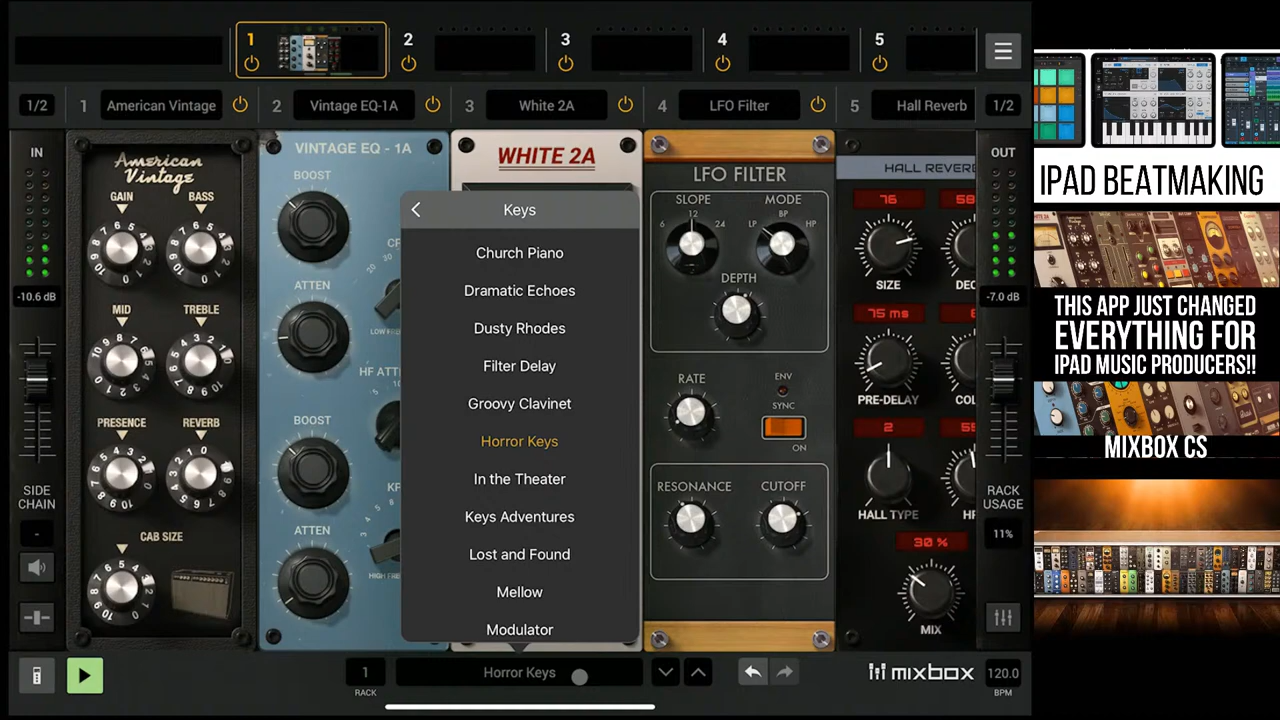 1
2
3
4
5
1/2
1 American Vintage
2 Vintage EQ-1A
3 White 2A
4 LFO Filter
5 Hall Reverb
1/2
IN
-10.6 dB
SIDE
CHAIN
-
American
Vintage
GAIN
BASS
MID
TREBLE
PRESENCE
REVERB
CAB SIZE
VINTAGE EQ - 1A
BOOST
ATTEN
BOOST
ATTEN
WHITE 2A
Keys
Church Piano
Dramatic Echoes
Dusty Rhodes
Filter Delay
Groovy Clavinet
Horror Keys
In the Theater
Keys Adventures
Lost and Found
Mellow
Modulator
LFO FILTER
SLOPE
MODE
6 12 24
LP BP HP
DEPTH
RATE
ENV
SYNC
ON
RESONANCE
CUTOFF
HALL REVERB
76
SIZE
75 ms
PRE-DELAY
2
HALL TYPE
30 %
MIX
OUT
-7.0 dB
RACK
USAGE
11%
1
RACK
Horror Keys
mixbox
120.0
BPM
IPAD BEATMAKING
THIS APP JUST CHANGED
EVERYTHING FOR
IPAD MUSIC PRODUCERS!!
MIXBOX CS